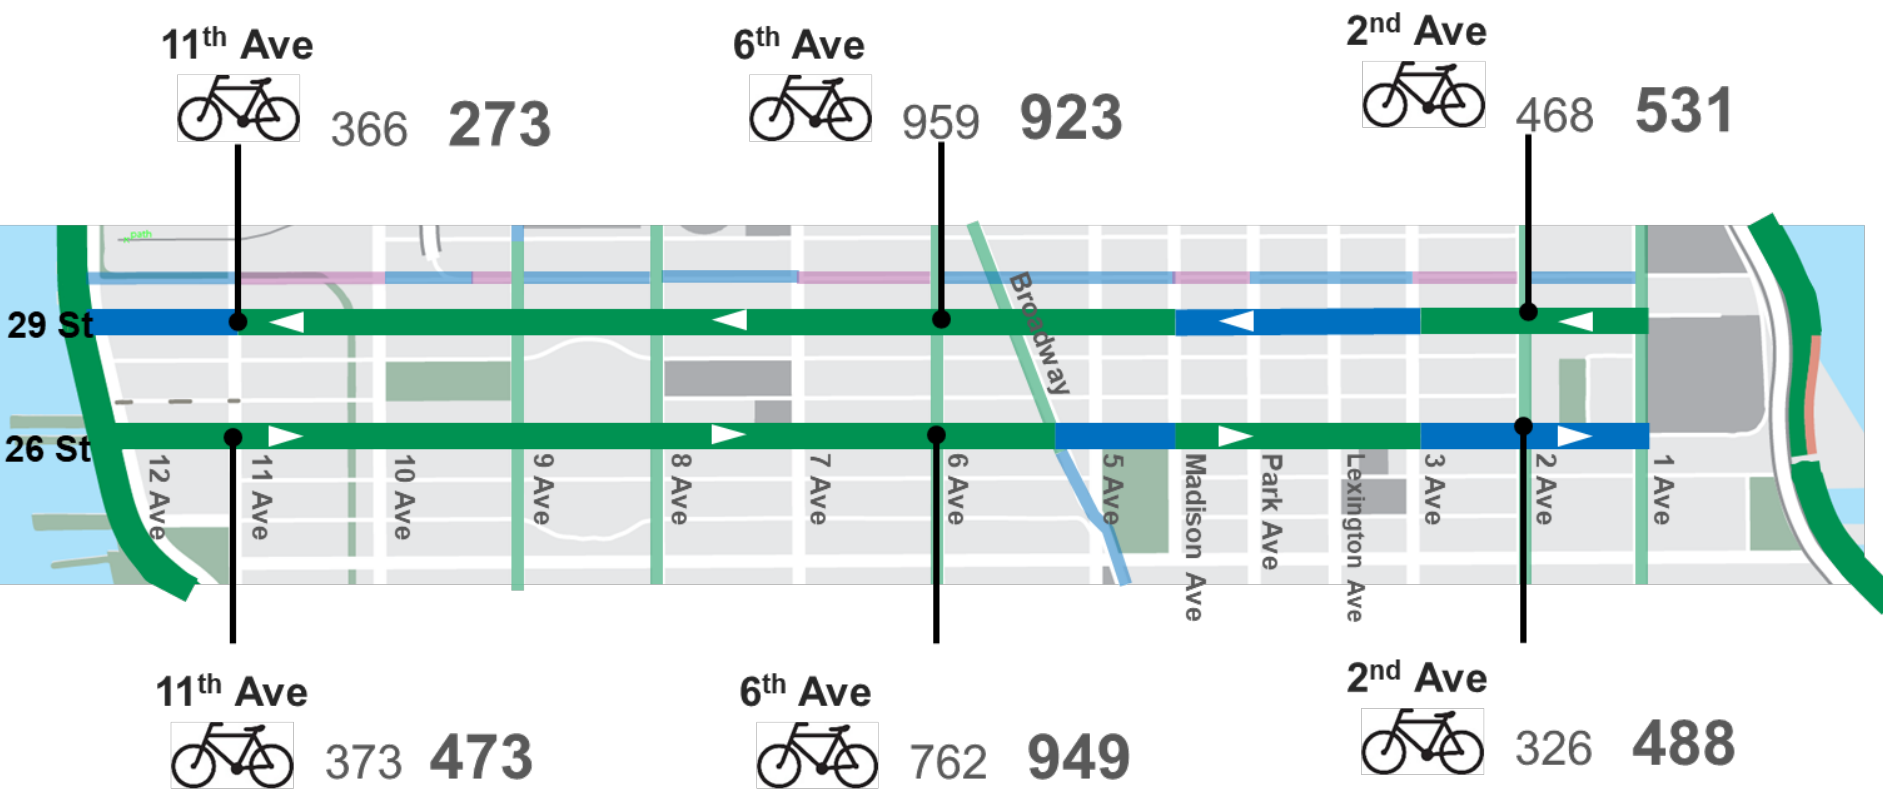 11th Ave
366 273
6th Ave
959 923
2nd Ave
468 531
path
Broadway
29 St
26 St
12 Ave
11 Ave
10 Ave
9 Ave
8 Ave
7 Ave
6 Ave
5 Ave
Madison Ave
Park Ave
Lexington Ave
3 Ave
2 Ave
1 Ave
11th Ave
373 473
6th Ave
762 949
2nd Ave
326 488